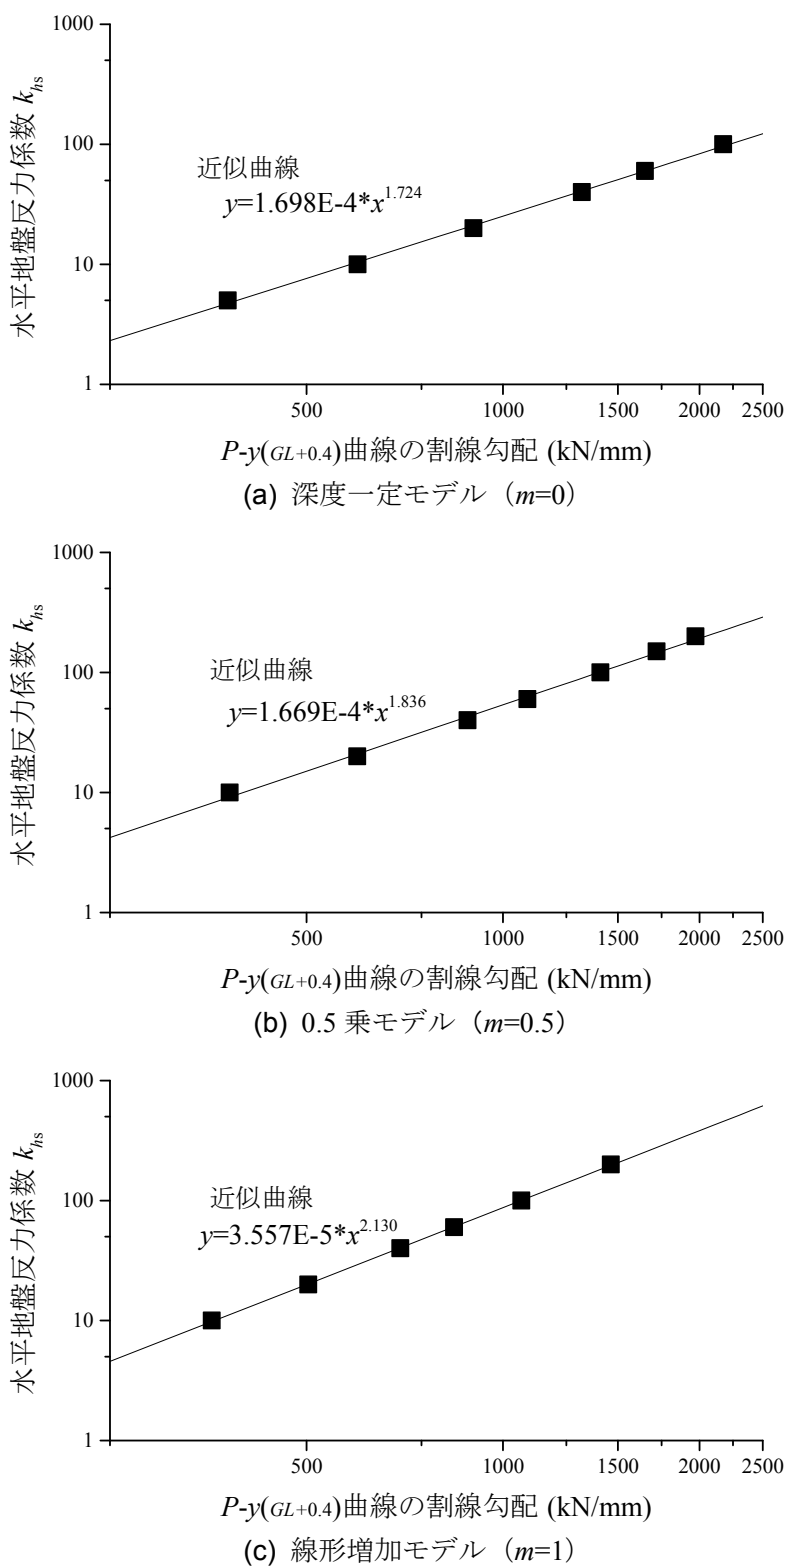 1000
100
10
1
水平地盤反力係数 khs
近似曲線
y=1.698E-4*x1.724
500
1000
1500
2000
2500
P-y(GL+0.4)曲線の割線勾配 (kN/mm)
(a) 深度一定モデル（m=0）
1000
100
10
1
水平地盤反力係数 khs
近似曲線
y=1.669E-4*x1.836
500
1000
1500
2000
2500
P-y(GL+0.4)曲線の割線勾配 (kN/mm)
(b) 0.5 乗モデル（m=0.5）
1000
100
10
1
水平地盤反力係数 khs
近似曲線
y=3.557E-5*x2.130
500
1000
1500
2000
2500
P-y(GL+0.4)曲線の割線勾配 (kN/mm)
(c) 線形増加モデル（m=1）